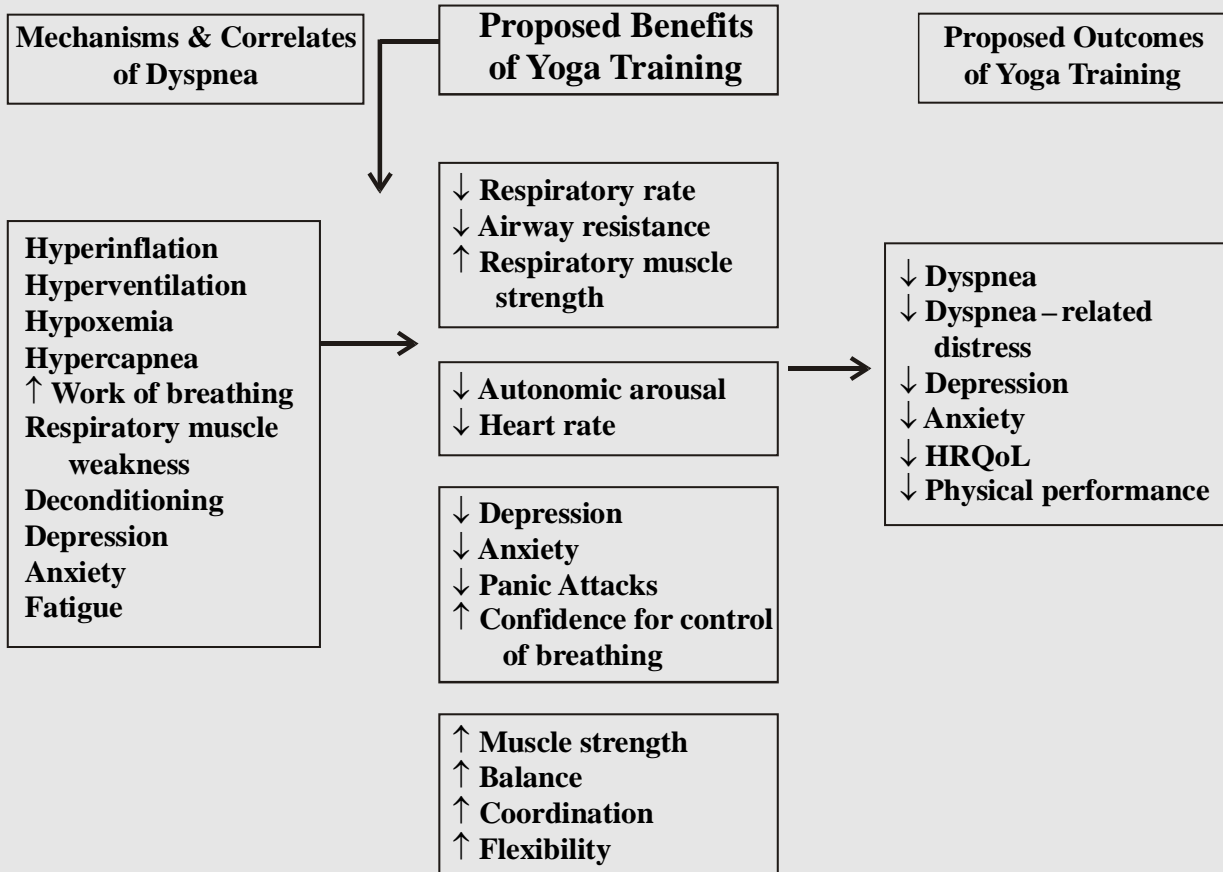 Mechanisms & Correlates
of Dyspnea
Proposed Benefits
of Yoga Training
Proposed Outcomes
of Yoga Training
Hyperinflation
Hyperventilation
Hypoxemia
Hypercapnea
↑ Work of breathing
Respiratory muscle
weakness
Deconditioning
Depression
Anxiety
Fatigue
↓ Respiratory rate
↓ Airway resistance
↑ Respiratory muscle
strength
↓ Autonomic arousal
↓ Heart rate
↓ Depression
↓ Anxiety
↓ Panic Attacks
↑ Confidence for control
of breathing
↑ Muscle strength
↑ Balance
↑ Coordination
↑ Flexibility
↓ Dyspnea
↓ Dyspnea – related
distress
↓ Depression
↓ Anxiety
↓ HRQoL
↓ Physical performance